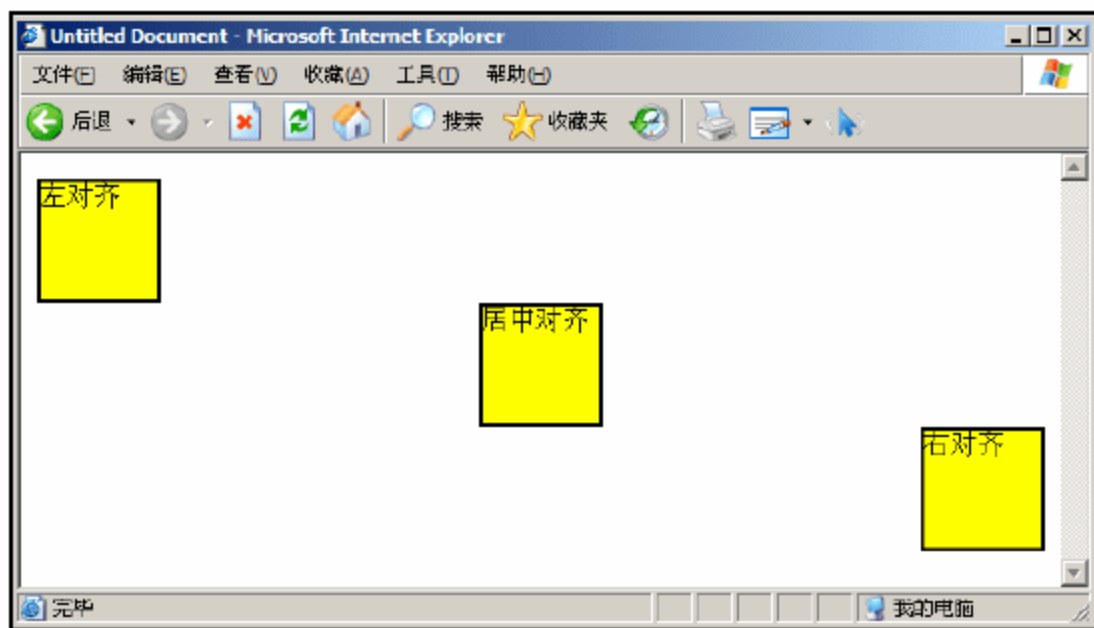 Untitled Document - Microsoft Internet Explorer
文件(F) 编辑(E) 查看(V) 收藏(A) 工具(T) 帮助(H)
后退 搜索 收藏夹
左对齐
居中对齐
右对齐
完毕 我的电脑